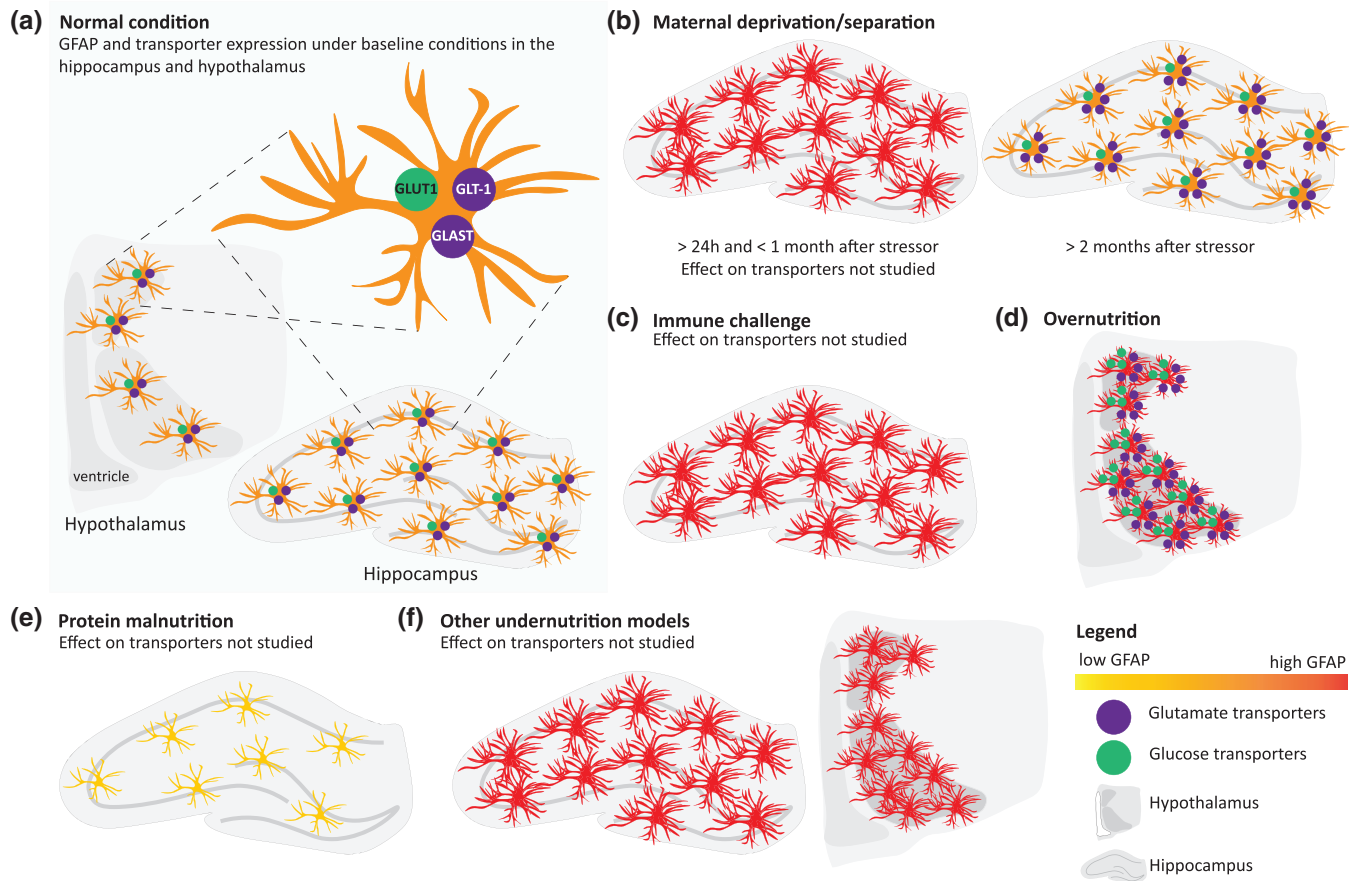 (a) Normal condition
GFAP and transporter expression under baseline conditions in the
hippocampus and hypothalamus
GLUT1
GLT-1
GLAST
ventricle
Hypothalamus
Hippocampus
(b) Maternal deprivation/separation
> 24h and < 1 month after stressor
Effect on transporters not studied
> 2 months after stressor
(c) Immune challenge
Effect on transporters not studied
(d) Overnutrition
(e) Protein malnutrition
Effect on transporters not studied
(f) Other undernutrition models
Effect on transporters not studied
Legend
low GFAP high GFAP
Glutamate transporters
Glucose transporters
Hypothalamus
Hippocampus